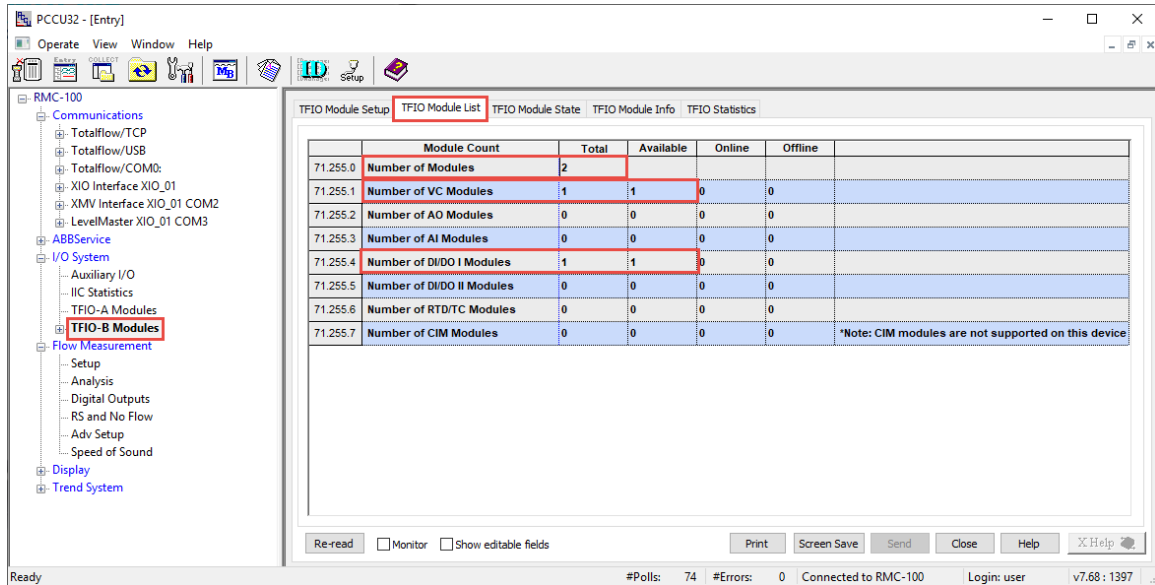 PCCU32 - [Entry]
Operate View Window Help
Entry COLLECT MB ID Setup
RMC-100
Communications
Totalflow/TCP
Totalflow/USB
Totalflow/COM0:
XIO Interface XIO_01
XMV Interface XIO_01 COM2
LevelMaster XIO_01 COM3
ABBService
I/O System
Auxiliary I/O
IIC Statistics
TFIO-A Modules
TFIO-B Modules
Flow Measurement
Setup
Analysis
Digital Outputs
RS and No Flow
Adv Setup
Speed of Sound
Display
Trend System
TFIO Module Setup TFIO Module List TFIO Module State TFIO Module Info TFIO Statistics
Module Count Total Available Online Offline
71.255.0 Number of Modules 2
71.255.1 Number of VC Modules 1 1 0 0
71.255.2 Number of AO Modules 0 0 0 0
71.255.3 Number of AI Modules 0 0 0 0
71.255.4 Number of DI/DO I Modules 1 1 0 0
71.255.5 Number of DI/DO II Modules 0 0 0 0
71.255.6 Number of RTD/TC Modules 0 0 0 0
71.255.7 Number of CIM Modules 0 0 0 0 *Note: CIM modules are not supported on this device
Re-read Monitor Show editable fields Print Screen Save Send Close Help X Help
Ready #Polls: 74 #Errors: 0 Connected to RMC-100 Login: user v7.68 : 1397